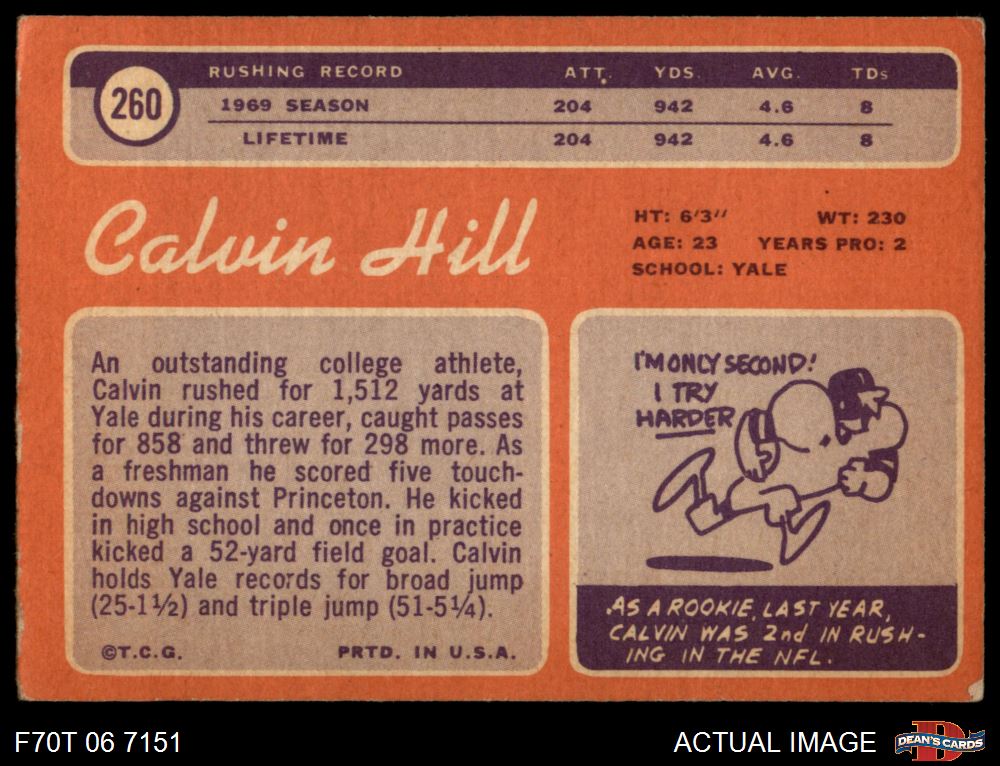 260
RUSHING RECORD ATT. YDS. AVG. TDs
1969 SEASON 204 942 4.6 8
LIFETIME 204 942 4.6 8
Calvin Hill
HT: 6'3" WT: 230
AGE: 23 YEARS PRO: 2
SCHOOL: YALE
An outstanding college athlete,
Calvin rushed for 1,512 yards at
Yale during his career, caught passes
for 858 and threw for 298 more. As
a freshman he scored five touch-
downs against Princeton. He kicked
in high school and once in practice
kicked a 52-yard field goal. Calvin
holds Yale records for broad jump
(25-1½) and triple jump (51-5¼).
©T.C.G. PRTD. IN U.S.A.
I'M ONLY SECOND!
I TRY
HARDER
AS A ROOKIE, LAST YEAR,
CALVIN WAS 2nd IN RUSH-
ING IN THE NFL.
F70T 06 7151
ACTUAL IMAGE
DEAN'S CARDS